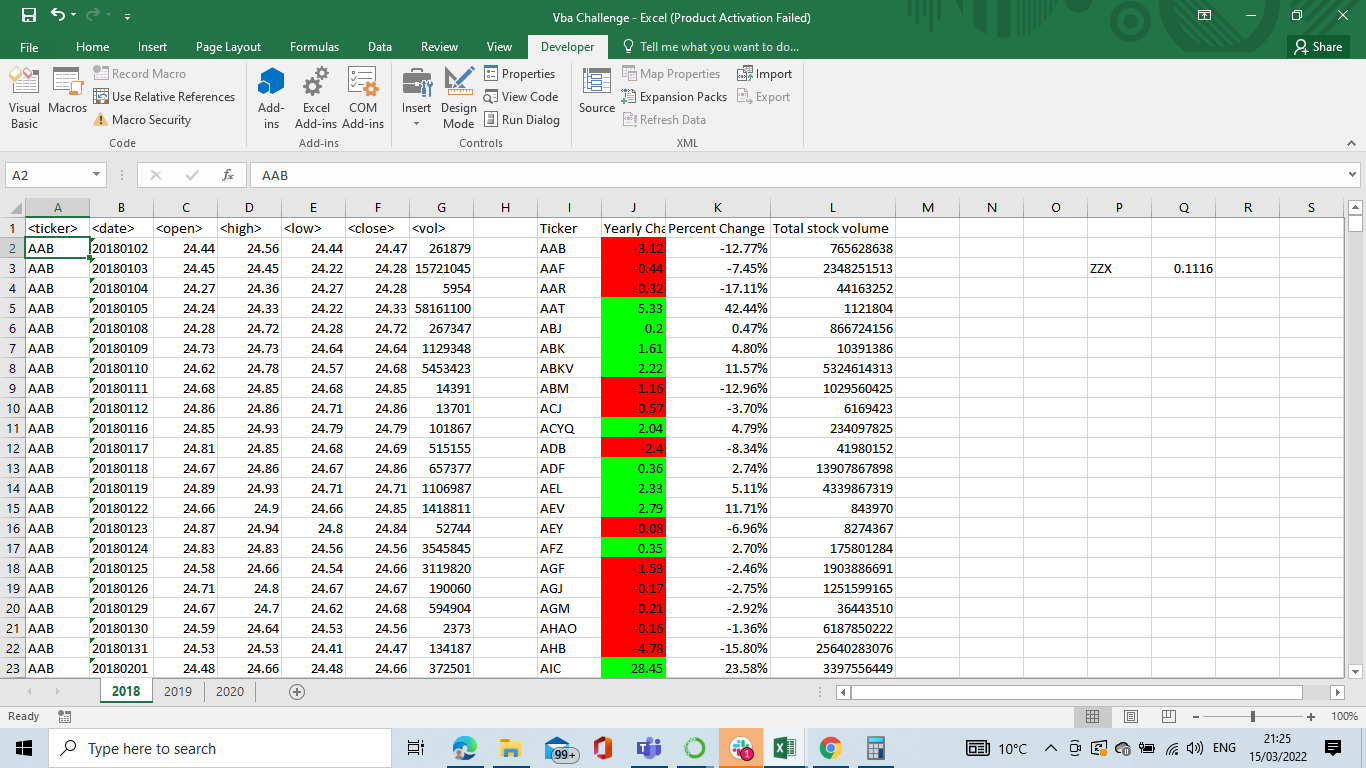 Vba Challenge - Excel (Product Activation Failed)
File Home Insert Page Layout Formulas Data Review View Developer Tell me what you want to do... Share
Visual Basic Macros Record Macro Use Relative References Macro Security
Add-ins Excel Add-ins COM Add-ins
Insert Design Mode Properties View Code Run Dialog
Source Map Properties Expansion Packs Refresh Data Import Export
Code Add-ins Controls XML
A2 fx AAB
A B C D E F G H I J K L M N O P Q R S
1 <ticker> <date> <open> <high> <low> <close> <vol> Ticker Yearly Cha Percent Change Total stock volume
2 AAB 20180102 24.44 24.56 24.44 24.47 261879 AAB -3.12 -12.77% 765628638
3 AAB 20180103 24.45 24.45 24.22 24.28 15721045 AAF -0.44 -7.45% 2348251513 ZZX 0.1116
4 AAB 20180104 24.27 24.36 24.27 24.28 5954 AAR -0.32 -17.11% 44163252
5 AAB 20180105 24.24 24.33 24.22 24.33 58161100 AAT 5.33 42.44% 1121804
6 AAB 20180108 24.28 24.72 24.28 24.72 267347 ABJ 0.2 0.47% 866724156
7 AAB 20180109 24.73 24.73 24.64 24.64 1129348 ABK 1.61 4.80% 10391386
8 AAB 20180110 24.62 24.78 24.57 24.68 5453423 ABKV 2.22 11.57% 5324614313
9 AAB 20180111 24.68 24.85 24.68 24.85 14391 ABM -1.16 -12.96% 1029560425
10 AAB 20180112 24.86 24.86 24.71 24.86 13701 ACJ -0.57 -3.70% 6169423
11 AAB 20180116 24.85 24.93 24.79 24.79 101867 ACYQ 2.04 4.79% 234097825
12 AAB 20180117 24.81 24.85 24.68 24.69 515155 ADB -2.4 -8.34% 41980152
13 AAB 20180118 24.67 24.86 24.67 24.86 657377 ADF 0.36 2.74% 13907867898
14 AAB 20180119 24.89 24.93 24.71 24.71 1106987 AEL 2.33 5.11% 4339867319
15 AAB 20180122 24.66 24.9 24.66 24.85 1418811 AEV 2.79 11.71% 843970
16 AAB 20180123 24.87 24.94 24.8 24.84 52744 AEY -0.08 -6.96% 8274367
17 AAB 20180124 24.83 24.83 24.56 24.56 3545845 AFZ 0.35 2.70% 175801284
18 AAB 20180125 24.58 24.66 24.54 24.66 3119820 AGF -1.53 -2.46% 1903886691
19 AAB 20180126 24.71 24.8 24.67 24.67 190060 AGJ -0.17 -2.75% 1251599165
20 AAB 20180129 24.67 24.7 24.62 24.68 594904 AGM -0.21 -2.92% 36443510
21 AAB 20180130 24.59 24.64 24.53 24.56 2373 AHAO -0.16 -1.36% 6187850222
22 AAB 20180131 24.53 24.53 24.41 24.47 134187 AHB -4.78 -15.80% 25640283076
23 AAB 20180201 24.48 24.66 24.48 24.66 372501 AIC 28.45 23.58% 3397556449
2018 2019 2020
Ready 100%
Type here to search 99+ 1 10°C ENG 21:25
15/03/2022